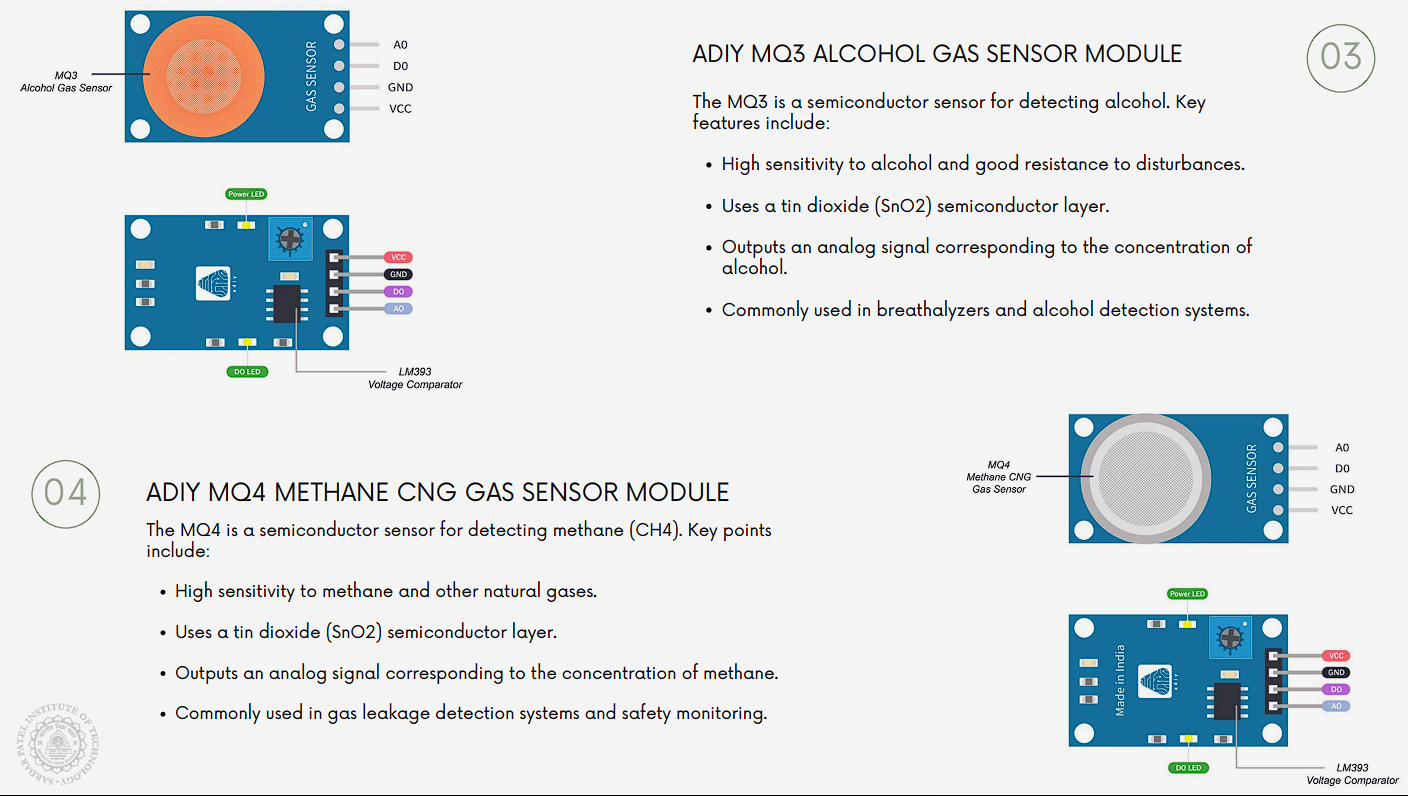 MQ3
Alcohol Gas Sensor
GAS SENSOR
A0
D0
GND
VCC
Power LED
adiy
VCC
GND
DO
AO
DO LED
LM393
Voltage Comparator
ADIY MQ3 ALCOHOL GAS SENSOR MODULE
03
The MQ3 is a semiconductor sensor for detecting alcohol. Key
features include:
• High sensitivity to alcohol and good resistance to disturbances.
• Uses a tin dioxide (SnO2) semiconductor layer.
• Outputs an analog signal corresponding to the concentration of
alcohol.
• Commonly used in breathalyzers and alcohol detection systems.
04
ADIY MQ4 METHANE CNG GAS SENSOR MODULE
The MQ4 is a semiconductor sensor for detecting methane (CH4). Key points
include:
• High sensitivity to methane and other natural gases.
• Uses a tin dioxide (SnO2) semiconductor layer.
• Outputs an analog signal corresponding to the concentration of methane.
• Commonly used in gas leakage detection systems and safety monitoring.
SARDAR PATEL INSTITUTE OF TECHNOLOGY
MQ4
Methane CNG
Gas Sensor
GAS SENSOR
A0
D0
GND
VCC
Power LED
Made in India
adiy
VCC
GND
DO
AO
DO LED
LM393
Voltage Comparator